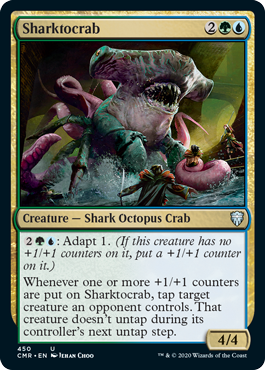 Sharktocrab 2
Creature — Shark Octopus Crab
2 : Adapt 1. (If this creature has no
+1/+1 counters on it, put a +1/+1 counter
on it.)
Whenever one or more +1/+1 counters
are put on Sharktocrab, tap target
creature an opponent controls. That
creature doesn't untap during its
controller's next untap step.
4/4
450 U
CMR • EN JEHAN CHOO ™ & © 2020 Wizards of the Coast